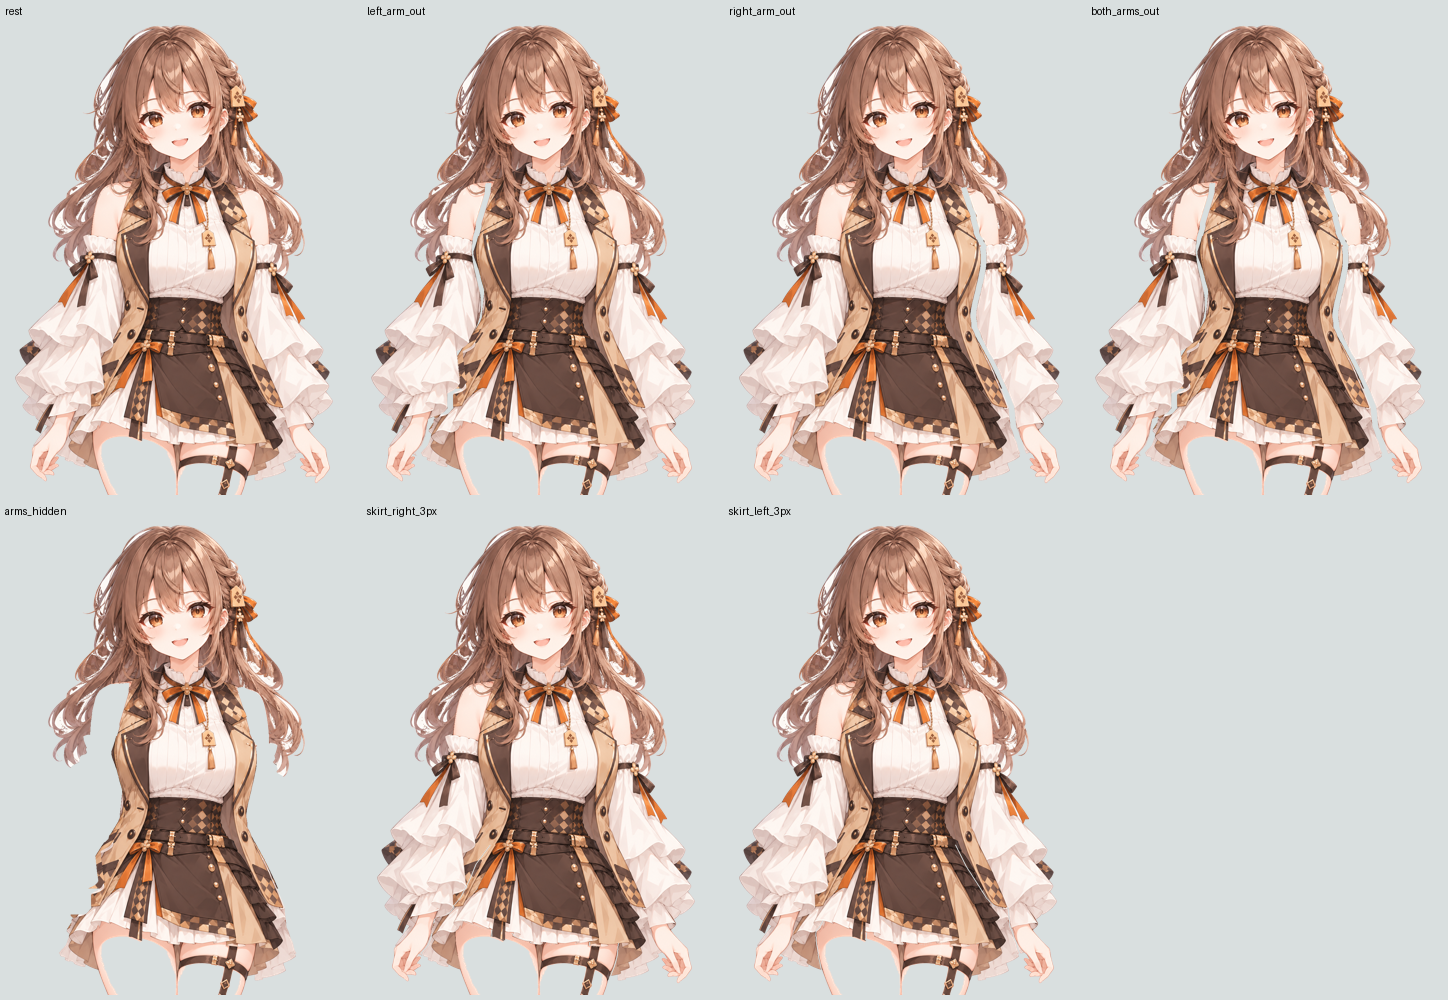 rest
left_arm_out
right_arm_out
both_arms_out
arms_hidden
skirt_right_3px
skirt_left_3px